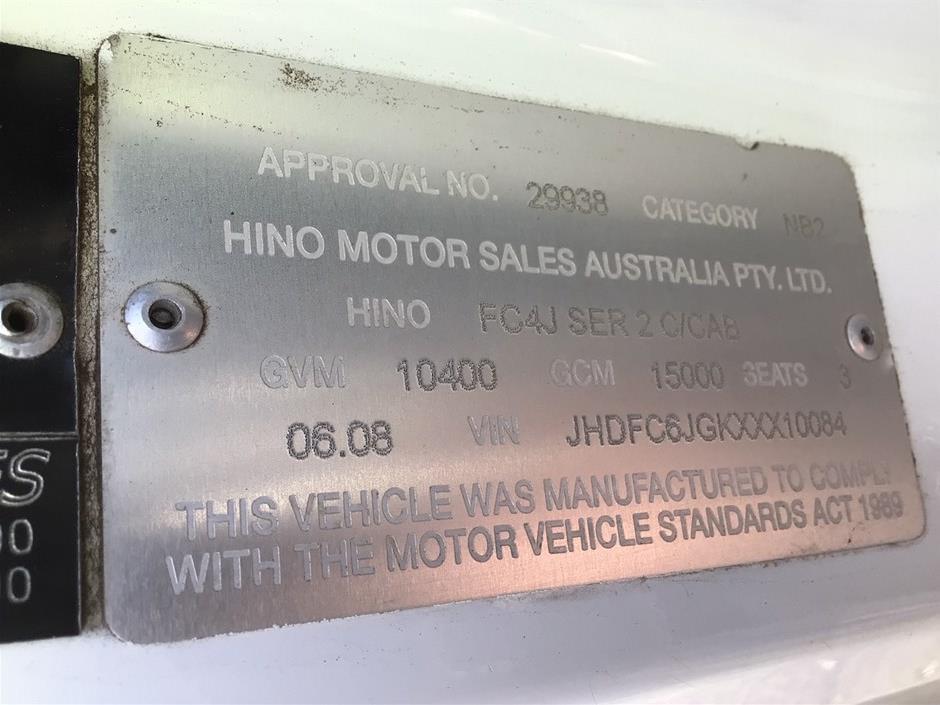 APPROVAL NO. 29938 CATEGORY NB2
HINO MOTOR SALES AUSTRALIA PTY. LTD.
HINO FC4J SER 2 C/CAB
GVM 10400 GCM 15000 SEATS 3
06.08 VIN JHDFC6JGKXXX10084
THIS VEHICLE WAS MANUFACTURED TO COMPLY
WITH THE MOTOR VEHICLE STANDARDS ACT 1989